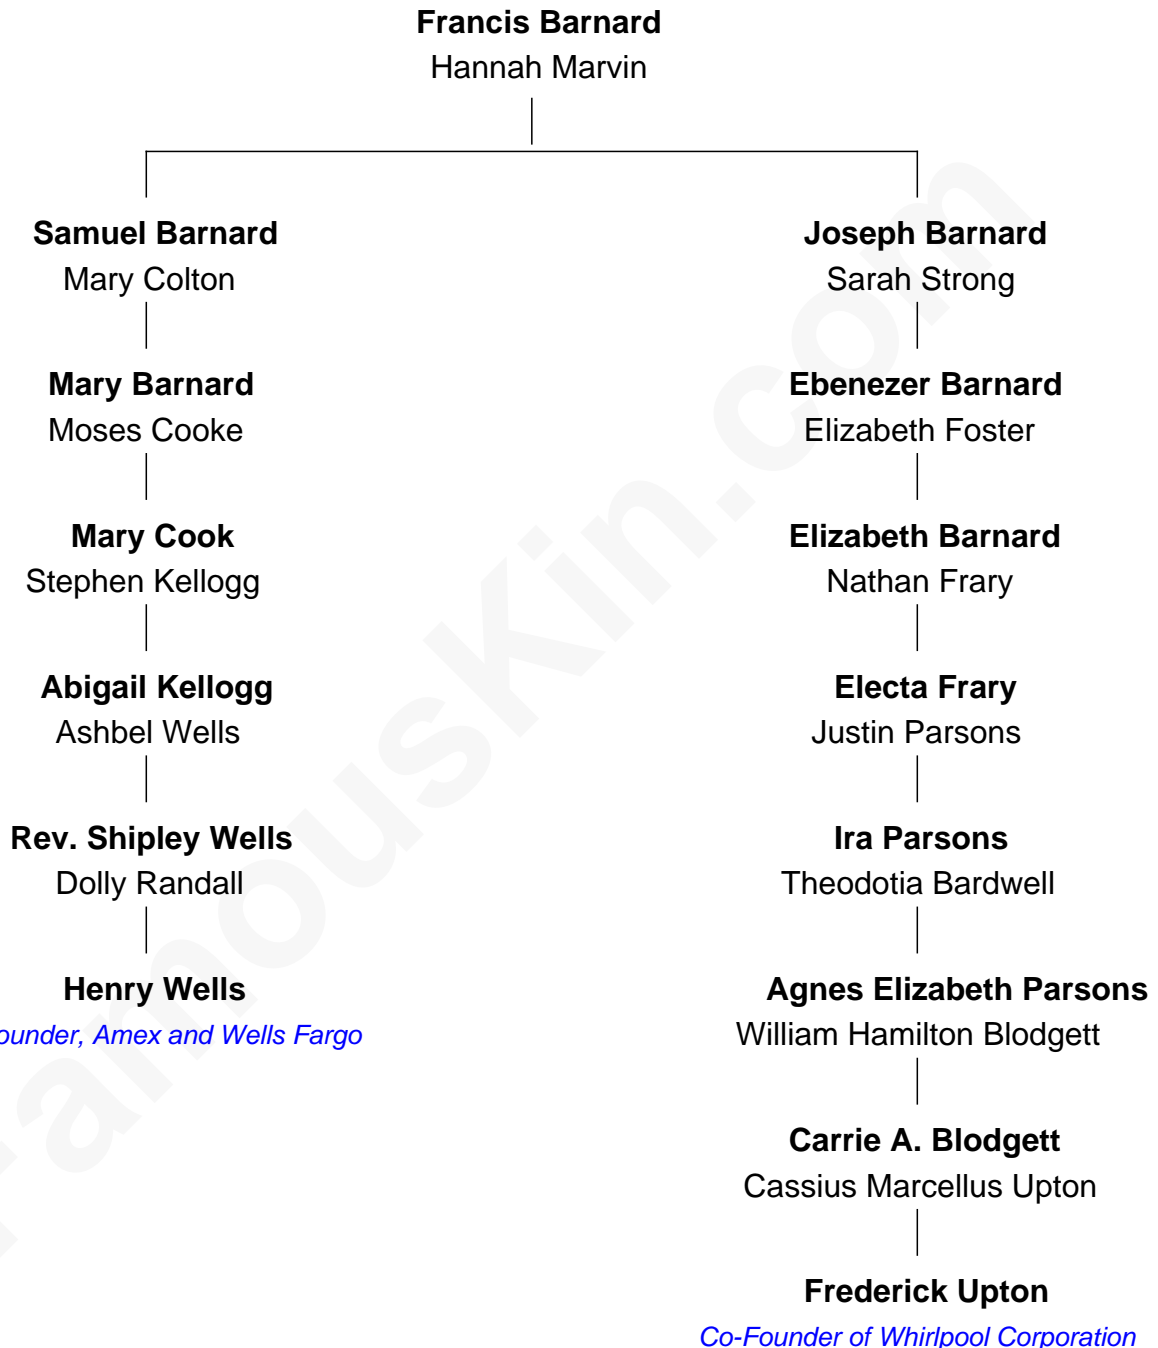 Francis Barnard
Hannah Marvin
Samuel Barnard
Mary Colton
Mary Barnard
Moses Cooke
Mary Cook
Stephen Kellogg
Abigail Kellogg
Ashbel Wells
Rev. Shipley Wells
Dolly Randall
Henry Wells
ounder, Amex and Wells Fargo
Joseph Barnard
Sarah Strong
Ebenezer Barnard
Elizabeth Foster
Elizabeth Barnard
Nathan Frary
Electa Frary
Justin Parsons
Ira Parsons
Theodotia Bardwell
Agnes Elizabeth Parsons
William Hamilton Blodgett
Carrie A. Blodgett
Cassius Marcellus Upton
Frederick Upton
Co-Founder of Whirlpool Corporation
FamousKin.com